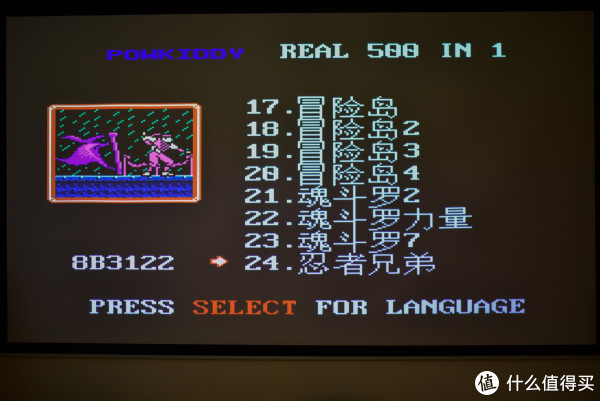 POWKIDDY REAL 500 IN 1
17.冒险岛
18.冒险岛2
19.冒险岛3
20.冒险岛4
21.魂斗罗2
22.魂斗罗力量
23.魂斗罗7
8B3122 24.忍者兄弟
PRESS SELECT FOR LANGUAGE
值 什么值得买